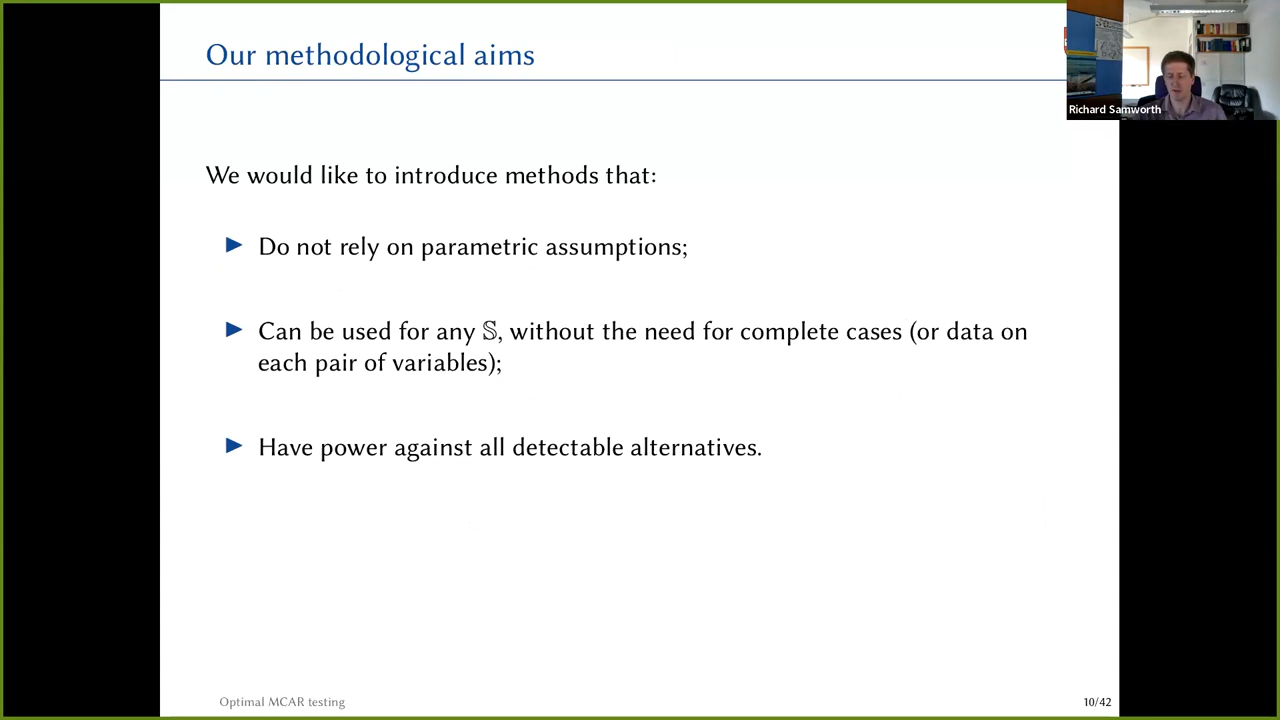 Our methodological aims
Richard Samworth
We would like to introduce methods that:
▶ Do not rely on parametric assumptions;
▶ Can be used for any 𝕊, without the need for complete cases (or data on
each pair of variables);
▶ Have power against all detectable alternatives.
Optimal MCAR testing
10/42